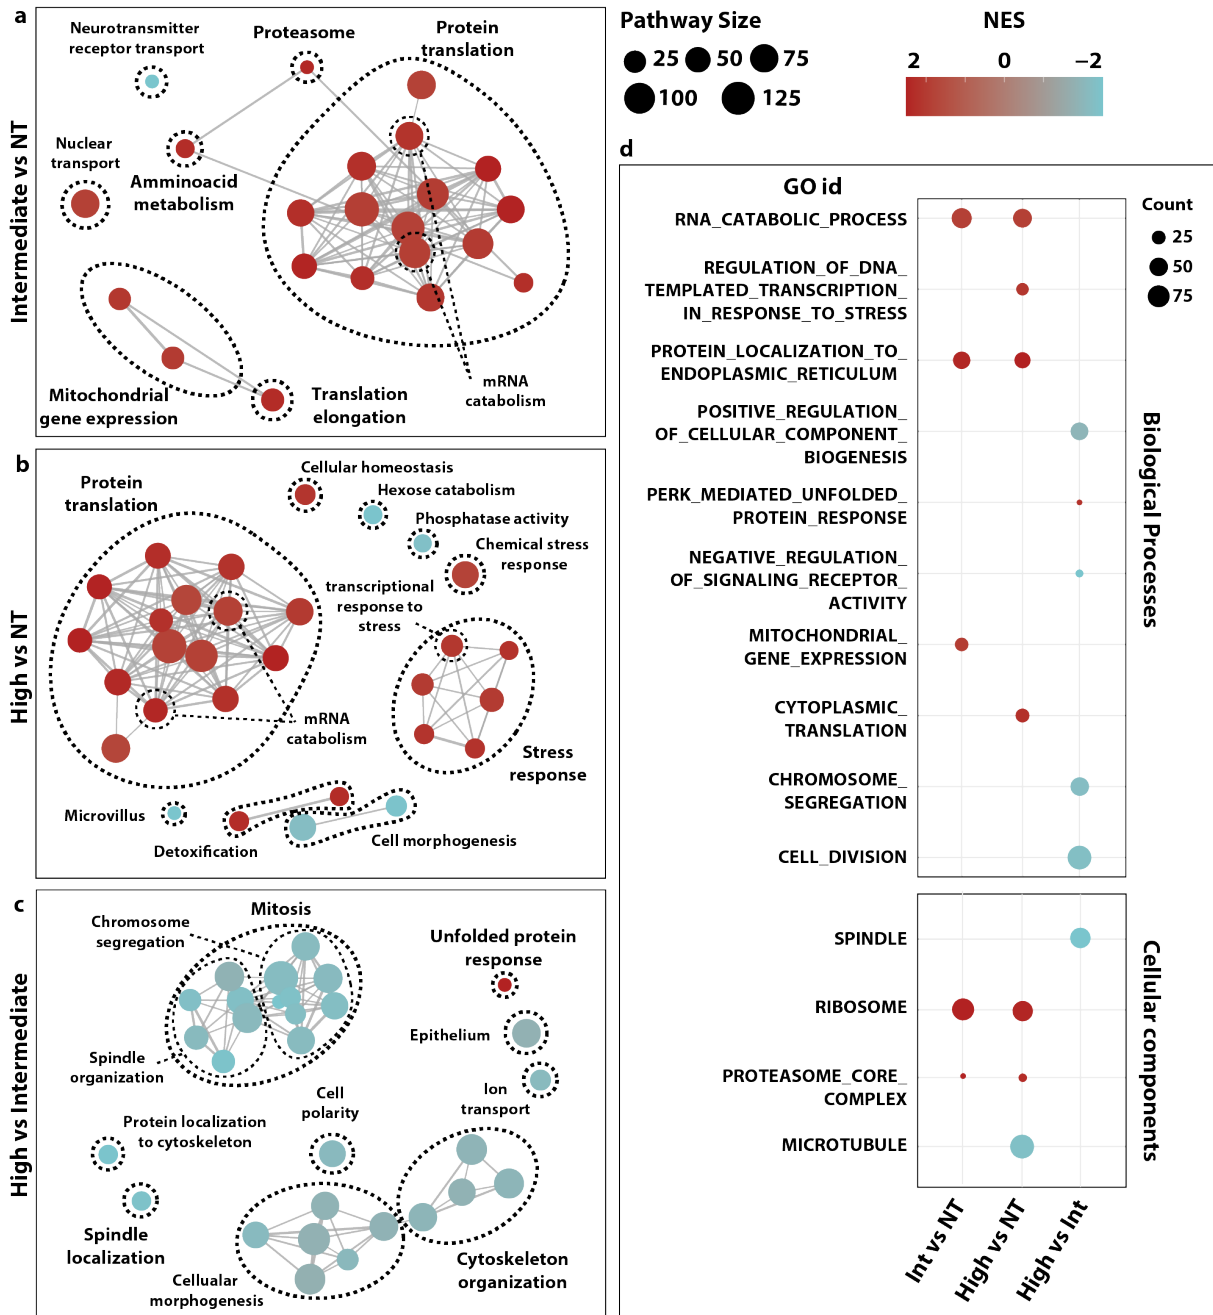 a
Neurotransmitter
receptor transport
Proteasome
Protein
translation
Nuclear
transport
Amminoacid
metabolism
Intermediate vs NT
Mitochondrial
gene expression
Translation
elongation
mRNA
catabolism
b
Protein
translation
Cellular homeostasis
Hexose catabolism
Phosphatase activity
Chemical stress
response
transcriptional
response to
stress
High vs NT
mRNA
catabolism
Stress
response
Microvillus
Detoxification
Cell morphogenesis
c
Chromosome
segregation
Mitosis
Unfolded protein
response
Epithelium
Spindle
organization
Ion
transport
Cell
polarity
Protein localization
to cytoskeleton
High vs Intermediate
Spindle
localization
Cellualar
morphogenesis
Cytoskeleton
organization
Pathway Size
25 50 75
100 125
NES
2 0 −2
d
GO id
Count
25
50
75
RNA_CATABOLIC_PROCESS
REGULATION_OF_DNA_
TEMPLATED_TRANSCRIPTION_
IN_RESPONSE_TO_STRESS
PROTEIN_LOCALIZATION_TO_
ENDOPLASMIC_RETICULUM
POSITIVE_REGULATION_
OF_CELLULAR_COMPONENT_
BIOGENESIS
PERK_MEDIATED_UNFOLDED_
PROTEIN_RESPONSE
NEGATIVE_REGULATION_
OF_SIGNALING_RECEPTOR_
ACTIVITY
MITOCHONDRIAL_
GENE_EXPRESSION
CYTOPLASMIC_
TRANSLATION
CHROMOSOME_
SEGREGATION
CELL_DIVISION
Biological Processes
SPINDLE
RIBOSOME
PROTEASOME_CORE_
COMPLEX
MICROTUBULE
Cellular components
Int vs NT
High vs NT
High vs Int